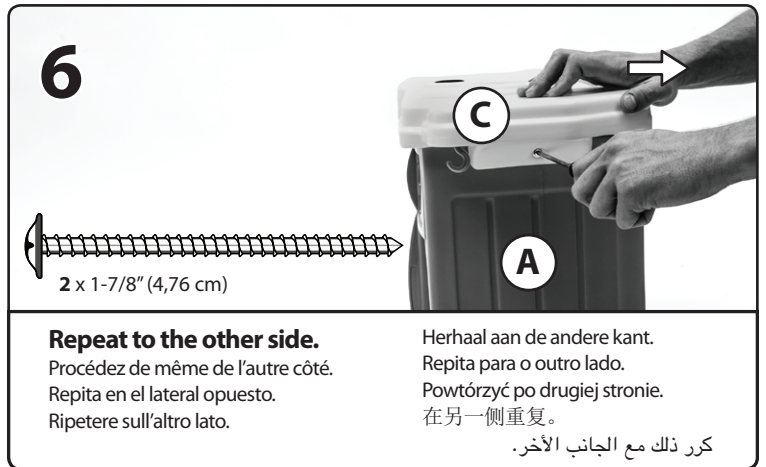 6
C
A
2 x 1-7/8” (4,76 cm)
Repeat to the other side.
Procédez de même de l’autre côté.
Repita en el lateral opuesto.
Ripetere sull’altro lato.
Herhaal aan de andere kant.
Repita para o outro lado.
Powtórzyć po drugiej stronie.
在另一侧重复。
كرر ذلك مع الجانب الأخر.